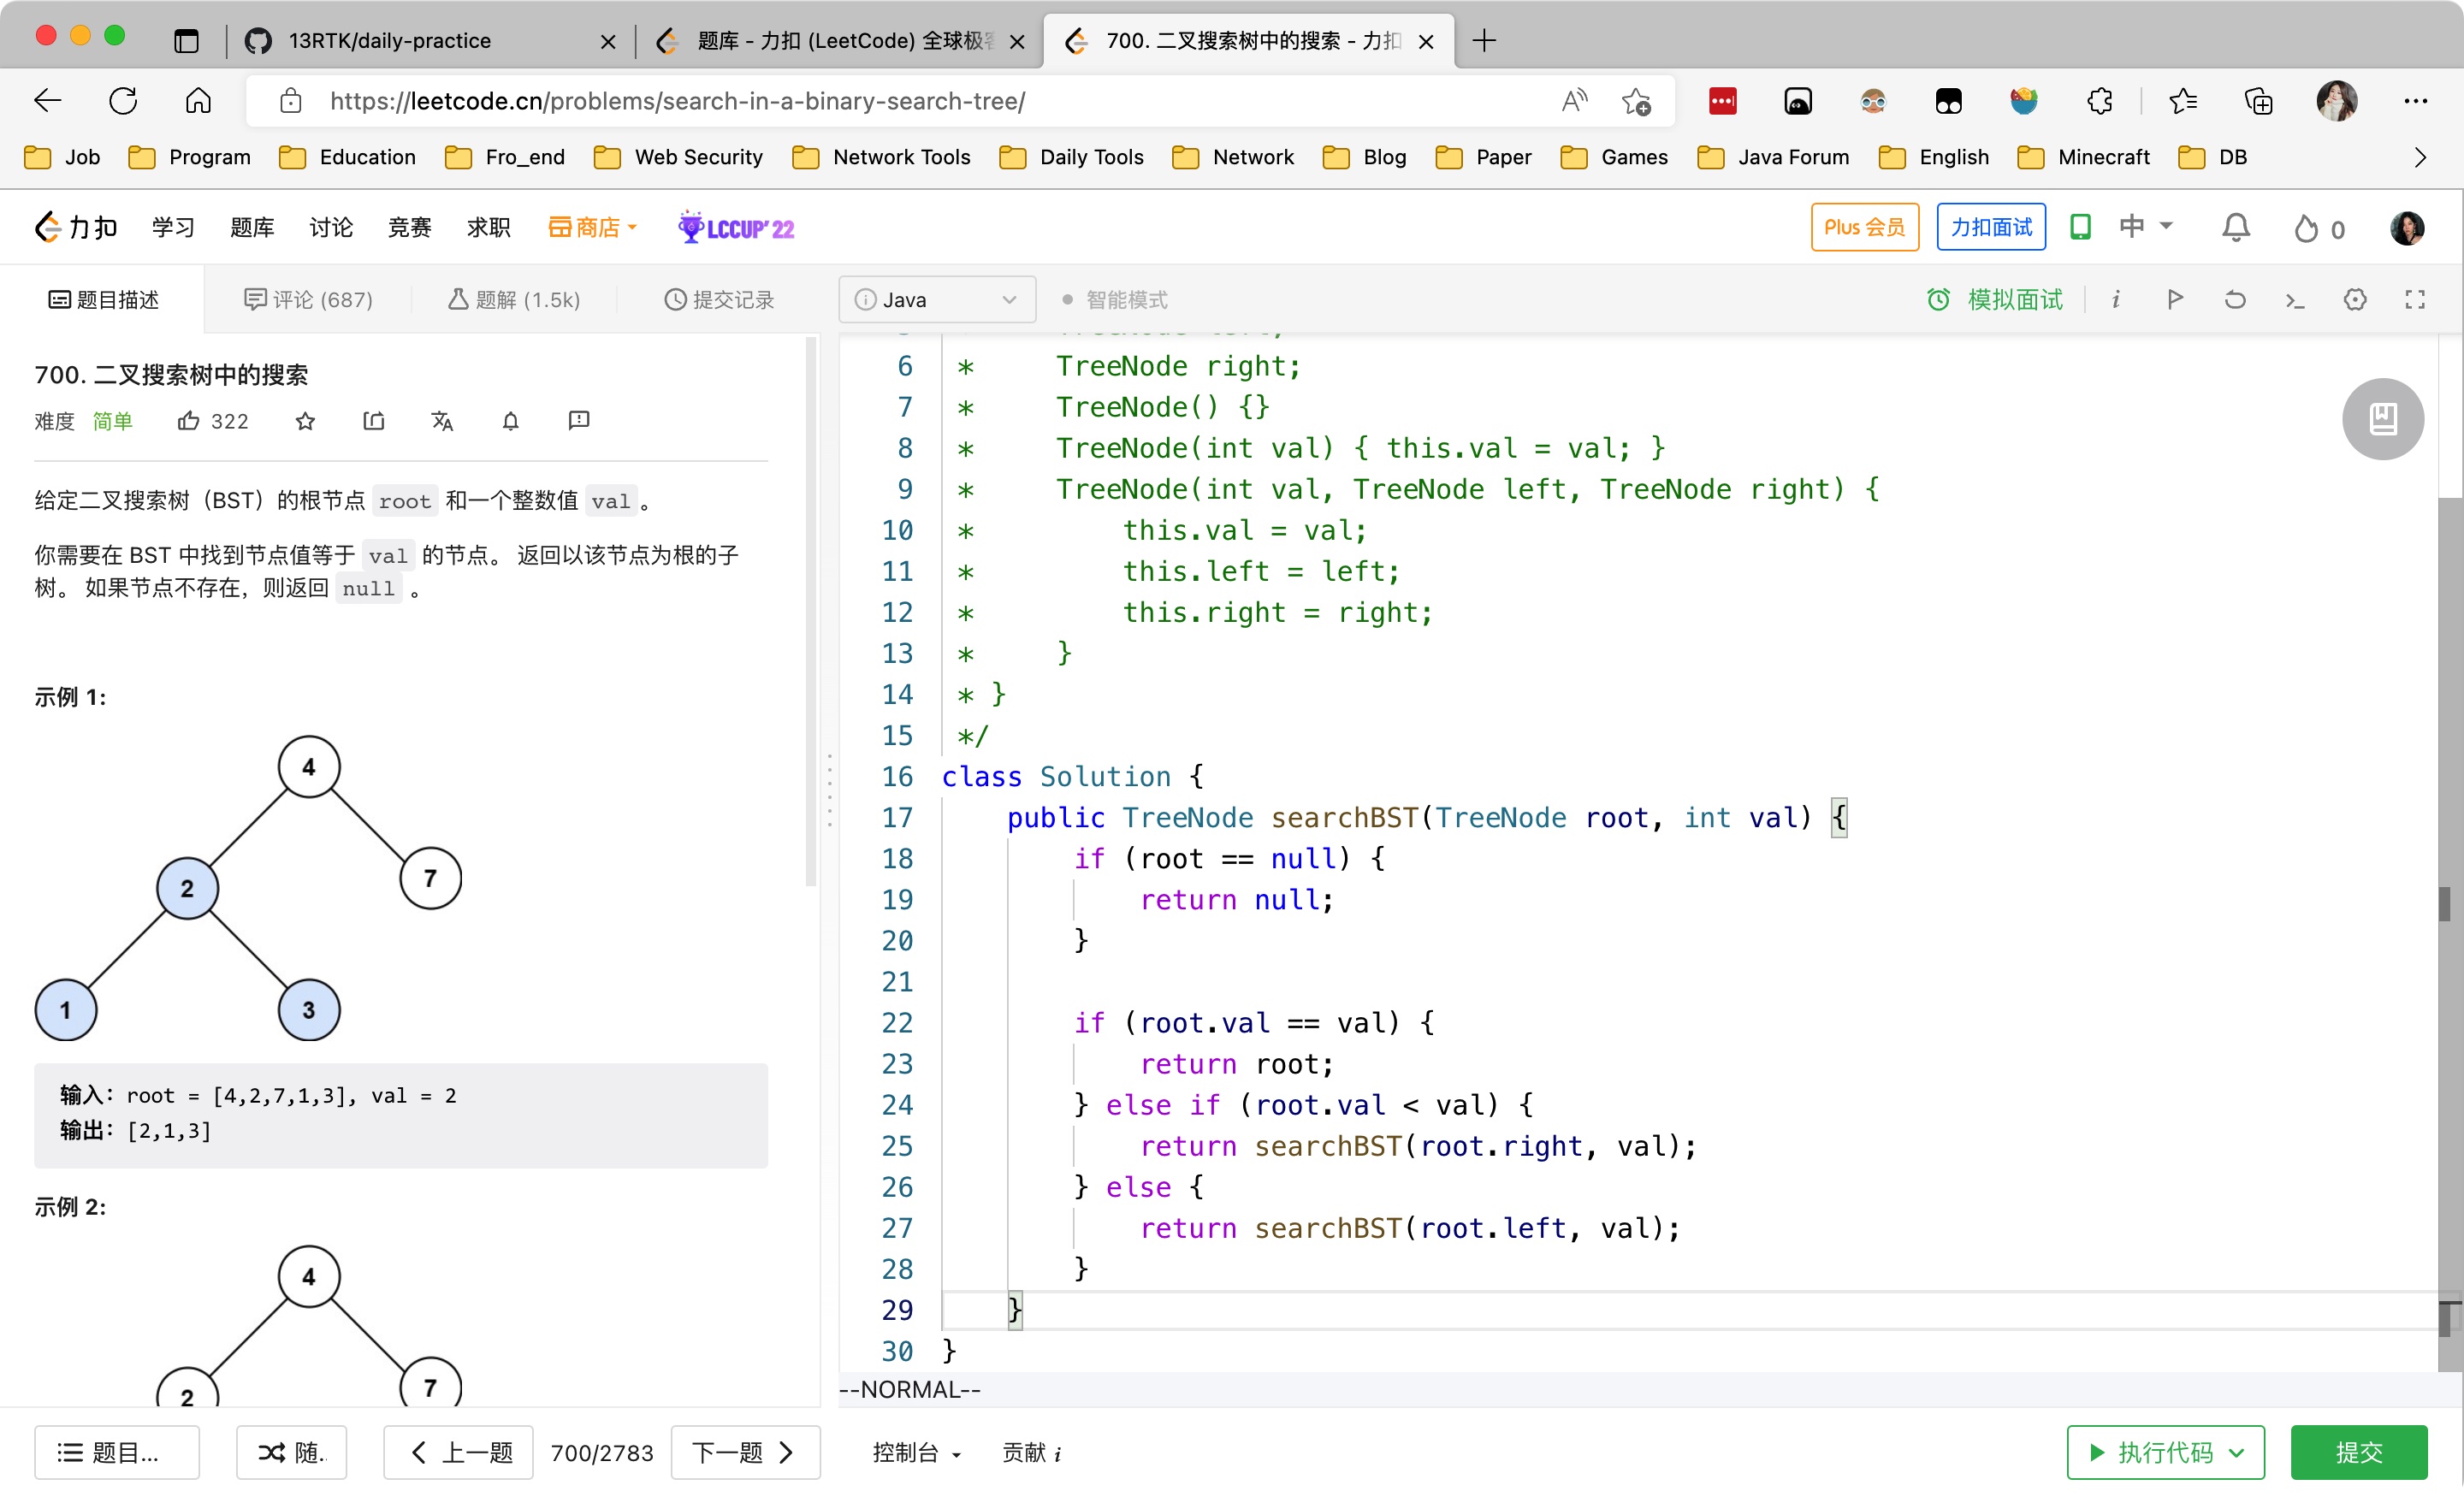 13RTK/daily-practice
题库 - 力扣 (LeetCode) 全球极客
700. 二叉搜索树中的搜索 - 力扣
https://leetcode.cn/problems/search-in-a-binary-search-tree/
Job Program Education Fro_end Web Security Network Tools Daily Tools Network Blog Paper Games Java Forum English Minecraft DB
力扣 学习 题库 讨论 竞赛 求职 商店 LCCUP'22 Plus 会员 力扣面试 中 0
题目描述 评论 (687) 题解 (1.5k) 提交记录
Java 智能模式 模拟面试
700. 二叉搜索树中的搜索
难度 简单 322
给定二叉搜索树（BST）的根节点 root 和一个整数值 val 。
你需要在 BST 中找到节点值等于 val 的节点。 返回以该节点为根的子
树。 如果节点不存在，则返回 null 。
示例 1:
4
2
7
1
3
输入：root = [4,2,7,1,3], val = 2
输出：[2,1,3]
示例 2:
4
2
7
6 * TreeNode right;
7 * TreeNode() {}
8 * TreeNode(int val) { this.val = val; }
9 * TreeNode(int val, TreeNode left, TreeNode right) {
10 * this.val = val;
11 * this.left = left;
12 * this.right = right;
13 * }
14 * }
15 */
16 class Solution {
17 public TreeNode searchBST(TreeNode root, int val) {
18 if (root == null) {
19 return null;
20 }
21
22 if (root.val == val) {
23 return root;
24 } else if (root.val < val) {
25 return searchBST(root.right, val);
26 } else {
27 return searchBST(root.left, val);
28 }
29 }
30 }
--NORMAL--
题目... 随. 上一题 700/2783 下一题 控制台 贡献 i 执行代码 提交